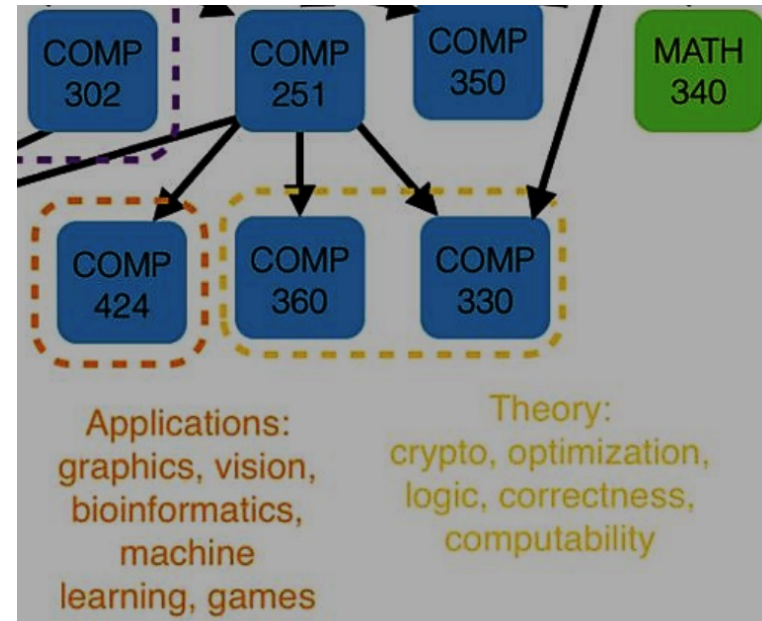 COMP
302
COMP
251
COMP
350
MATH
340
COMP
424
COMP
360
COMP
330
Applications:
graphics, vision,
bioinformatics,
machine
learning, games
Theory:
crypto, optimization,
logic, correctness,
computability